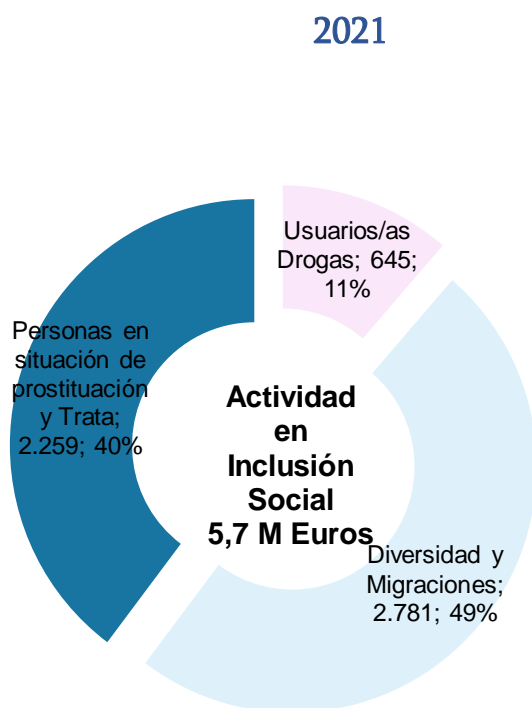 2021
Usuarios/as
Drogas; 645;
11%
Personas en
situación de
prostituación
y Trata;
2.259; 40%
Actividad
en
Inclusión
Social
5,7 M Euros
Diversidad y
Migraciones;
2.781; 49%